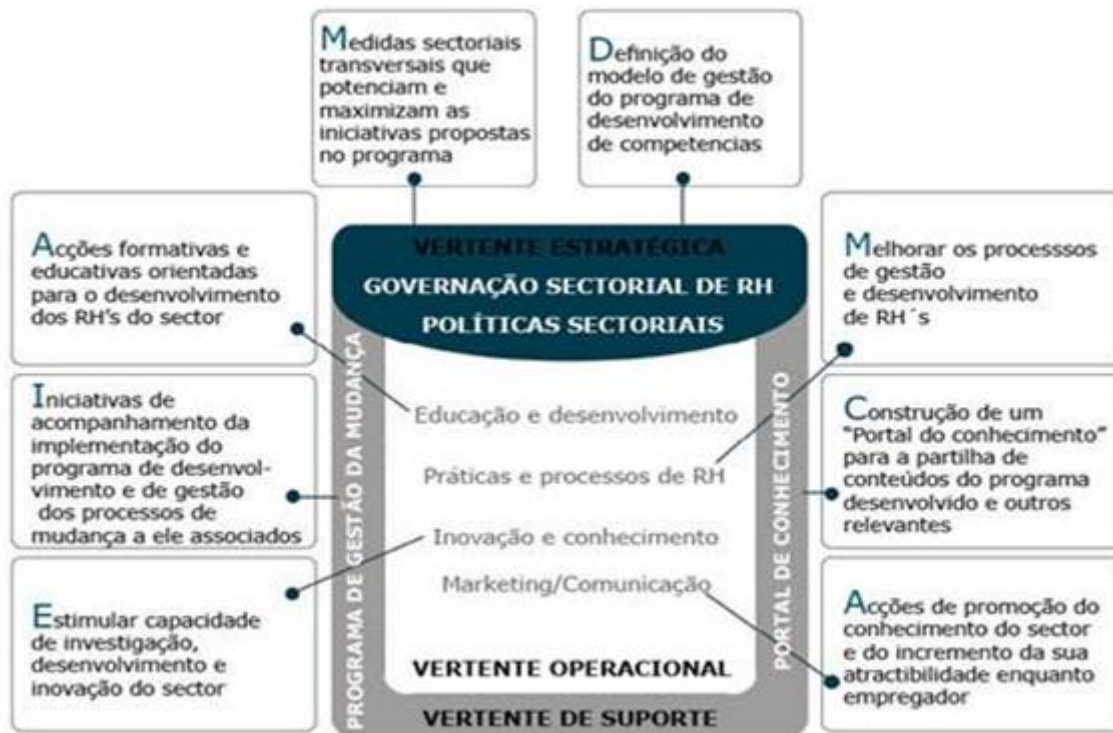 Medidas sectoriais
transversais que
potenciam e
maximizam as
iniciativas propostas
no programa
Definição do
modelo de gestão
do programa de
desenvolvimento
de competencias
Acções formativas e
educativas orientadas
para o desenvolvimento
dos RH's do sector
Iniciativas de
acompanhamento da
implementação do
programa de desenvol-
vimento e de gestão
dos processos de
mudança a ele associados
Estimular capacidade
de investigação,
desenvolvimento e
inovação do sector
VERTENTE ESTRATÉGICA
GOVERNAÇÃO SECTORIAL DE RH
POLÍTICAS SECTORIAIS
PROGRAMA DE GESTÃO DA MUDANÇA
Educação e desenvolvimento
Práticas e processos de RH
Inovação e conhecimento
Marketing/Comunicação
VERTENTE OPERACIONAL
PORTAL DE CONHECIMENTO
VERTENTE DE SUPORTE
Melhorar os processsos
de gestão
e desenvolvimento
de RH´s
Construção de um
"Portal do conhecimento"
para a partilha de
conteúdos do programa
desenvolvido e outros
relevantes
Acções de promoção do
conhecimento do sector
e do incremento da sua
atractibilidade enquanto
empregador